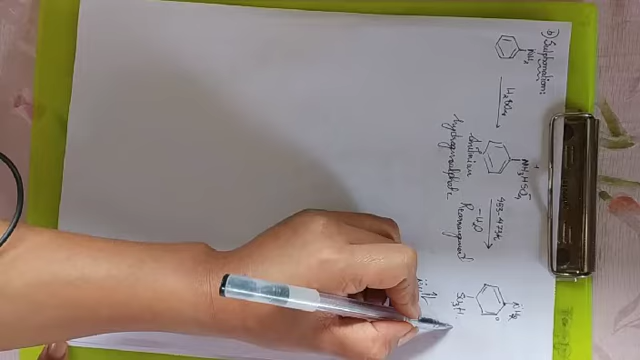 b) Sulphonation:
NH₂
H₂SO₄
+
NH₃HSO₄⁻
453-473K
-H₂O
Rearrangement
NH₂
SO₃H
Anilinium
hydrogensulphate